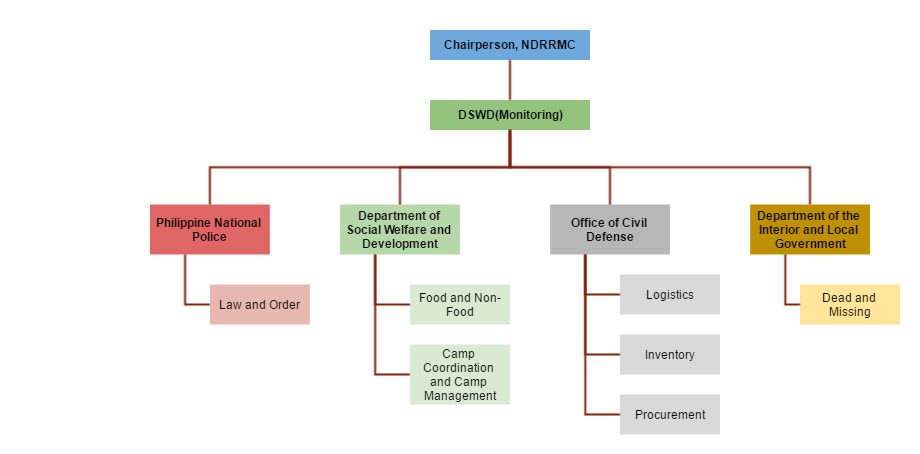 Chairperson, NDRRMC
DSWD(Monitoring)
Philippine National
Police
Department of
Social Welfare and
Development
Office of Civil
Defense
Department of the
Interior and Local
Government
Law and Order
Food and Non-
Food
Camp
Coordination
and Camp
Management
Logistics
Inventory
Procurement
Dead and
Missing